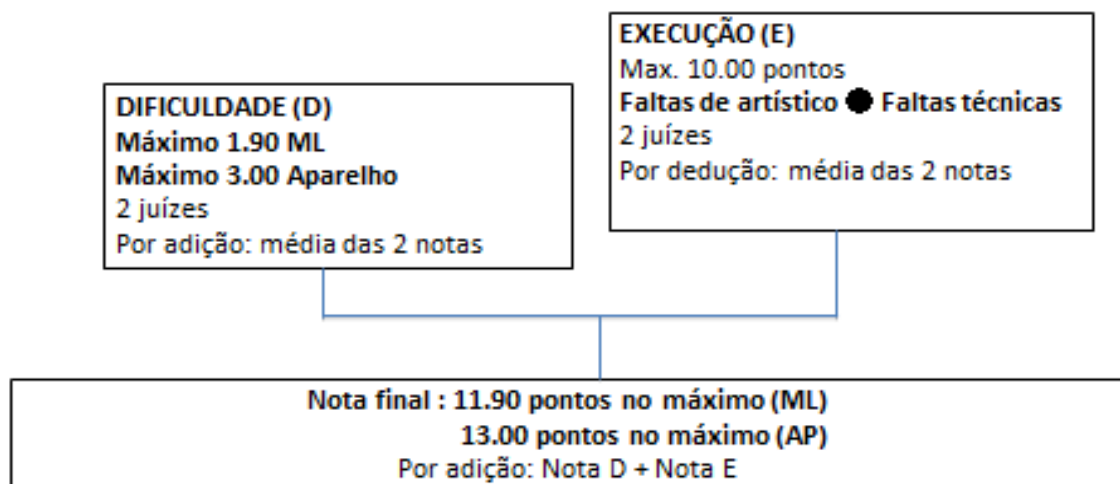 DIFICULDADE (D)
Máximo 1.90 ML
Máximo 3.00 Aparelho
2 juízes
Por adição: média das 2 notas
EXECUÇÃO (E)
Max. 10.00 pontos
Faltas de artístico ● Faltas técnicas
2 juízes
Por dedução: média das 2 notas
Nota final : 11.90 pontos no máximo (ML)
13.00 pontos no máximo (AP)
Por adição: Nota D + Nota E